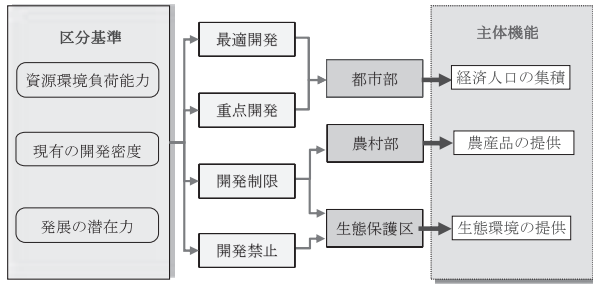 区分基準
資源環境負荷能力
現有の開発密度
発展の潜在力
最適開発
重点開発
開発制限
開発禁止
都市部
農村部
生態保護区
主体機能
経済人口の集積
農産品の提供
生態環境の提供